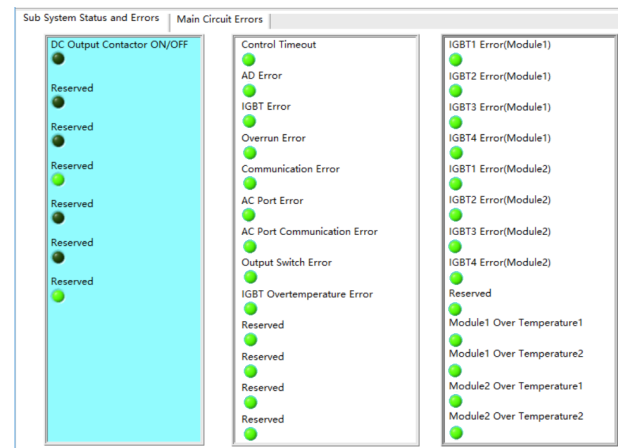 Sub System Status and Errors
Main Circuit Errors
DC Output Contactor ON/OFF
Reserved
Reserved
Reserved
Reserved
Reserved
Reserved
Control Timeout
AD Error
IGBT Error
Overrun Error
Communication Error
AC Port Error
AC Port Communication Error
Output Switch Error
IGBT Overtemperature Error
Reserved
Reserved
Reserved
Reserved
IGBT1 Error(Module1)
IGBT2 Error(Module1)
IGBT3 Error(Module1)
IGBT4 Error(Module1)
IGBT1 Error(Module2)
IGBT2 Error(Module2)
IGBT3 Error(Module2)
IGBT4 Error(Module2)
Reserved
Module1 Over Temperature1
Module1 Over Temperature2
Module2 Over Temperature1
Module2 Over Temperature2